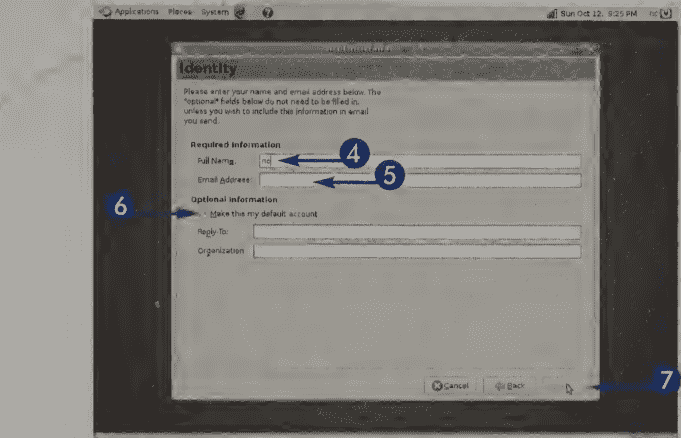 Applications Places System
Sun Oct 12, 9:25 PM
Identity
Please enter your name and email address below. The
"optional" fields below do not need to be filled in,
unless you wish to include this information in email
you send.
Required Information
Full Name:
4
Email Address:
5
Optional Information
6
Make this my default account
Reply-To:
Organization:
Cancel Back
7